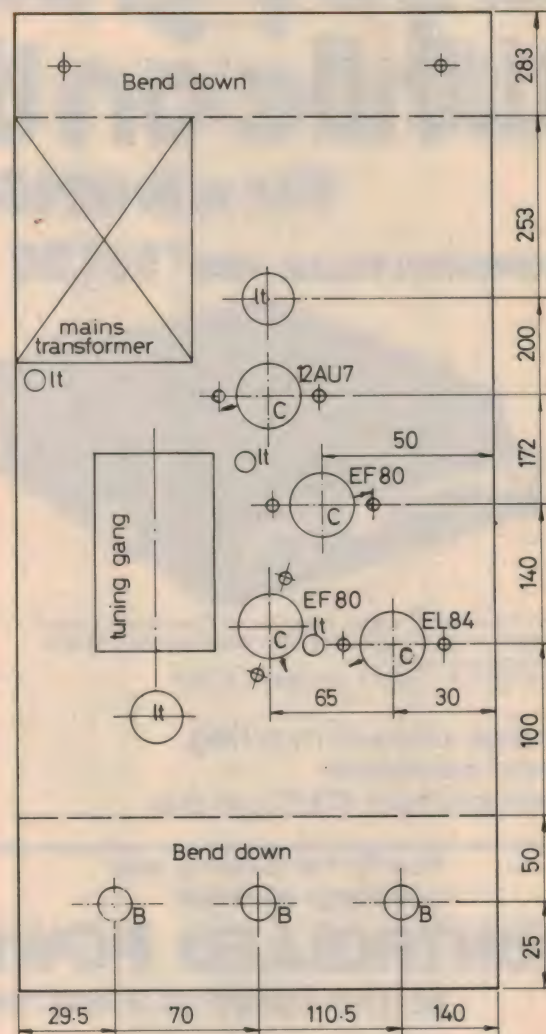 Bend down
283
253
lt
mains
transformer
200
lt
12AU7
C
172
50
lt
EF80
C
tuning gang
140
EF80
lt
EL84
C
C
65
30
lt
100
Bend down
50
B
B
B
25
29.5
70
110.5
140